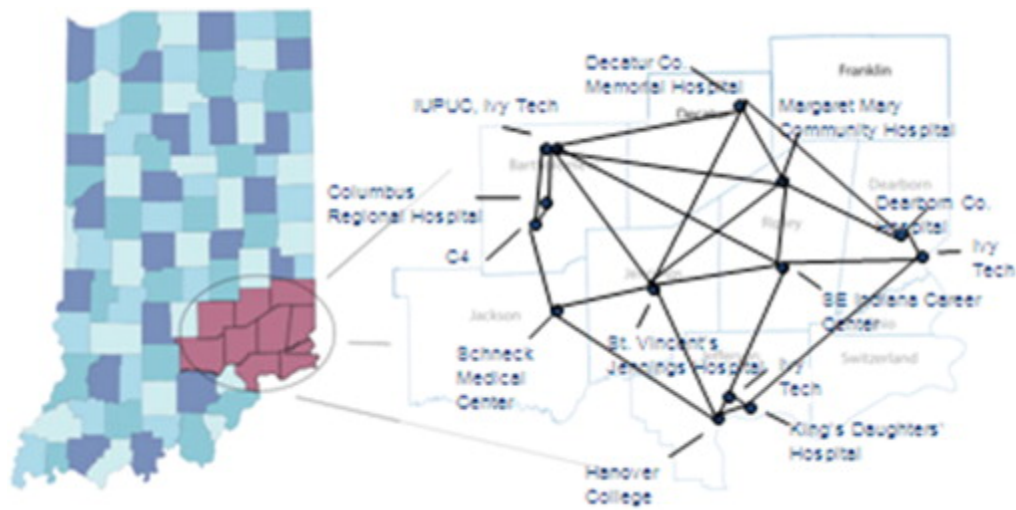 Decatur Co.
Memorial Hospital
Franklin
IUPUC, Ivy Tech
Margaret Mary
Community Hospital
Columbus
Regional Hospital
Dearborn
Dearborn Co.
Hospital
Ripley
C4
Ivy
Tech
Jackson
SE Indiana Career
Center
Schneck
Medical
Center
St. Vincent's
Jennings Hospital
Switzerland
Ivy
Tech
King's Daughters'
Hospital
Hanover
College